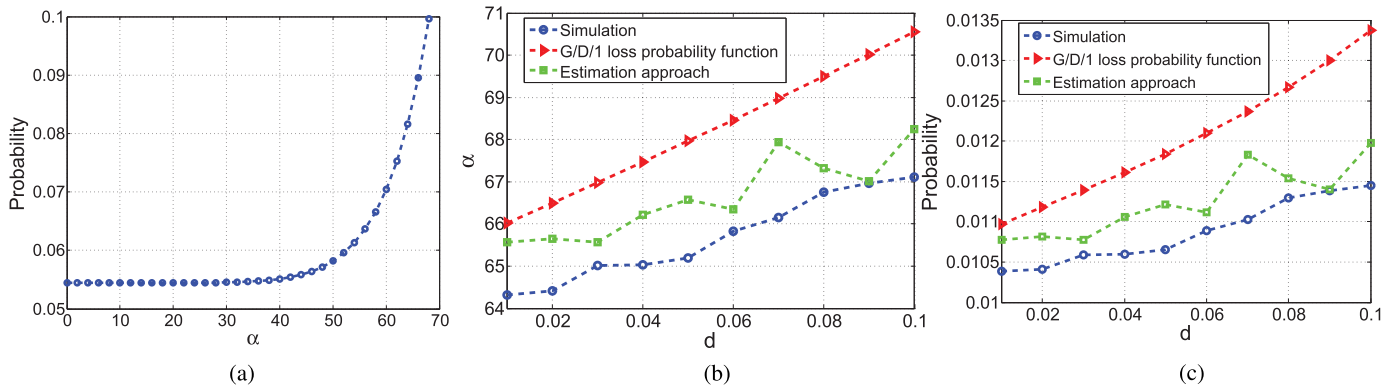 0.1
0.09
0.08
0.07
0.06
0.05
Probability
0 10 20 30 40 50 60 70
α
(a)
71
70
69
68
67
66
65
64
α
Simulation
G/D/1 loss probability function
Estimation approach
0.02 0.04 0.06 0.08 0.1
d
(b)
0.0135
0.013
0.0125
0.012
0.0115
0.011
0.0105
0.01
Probability
Simulation
G/D/1 loss probability function
Estimation approach
0.02 0.04 0.06 0.08 0.1
d
(c)